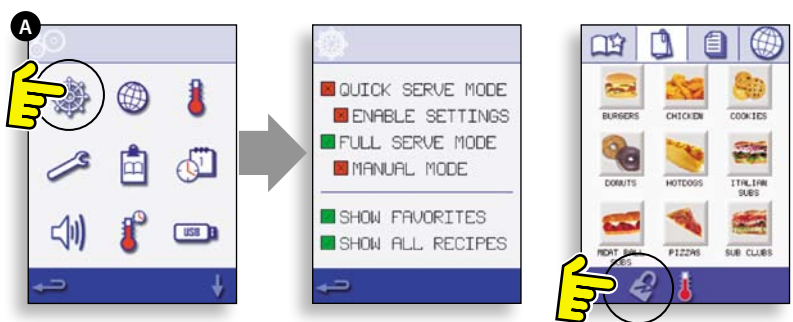 A
USB
1
QUICK SERVE MODE
ENABLE SETTINGS
FULL SERVE MODE
MANUAL MODE
SHOW FAVORITES
SHOW ALL RECIPES
BURGERS CHICKEN COOKIES
DONUTS HOTDOGS ITALIAN
SUBS
MEAT BALL PIZZAS SUB CLUBS
SUBS